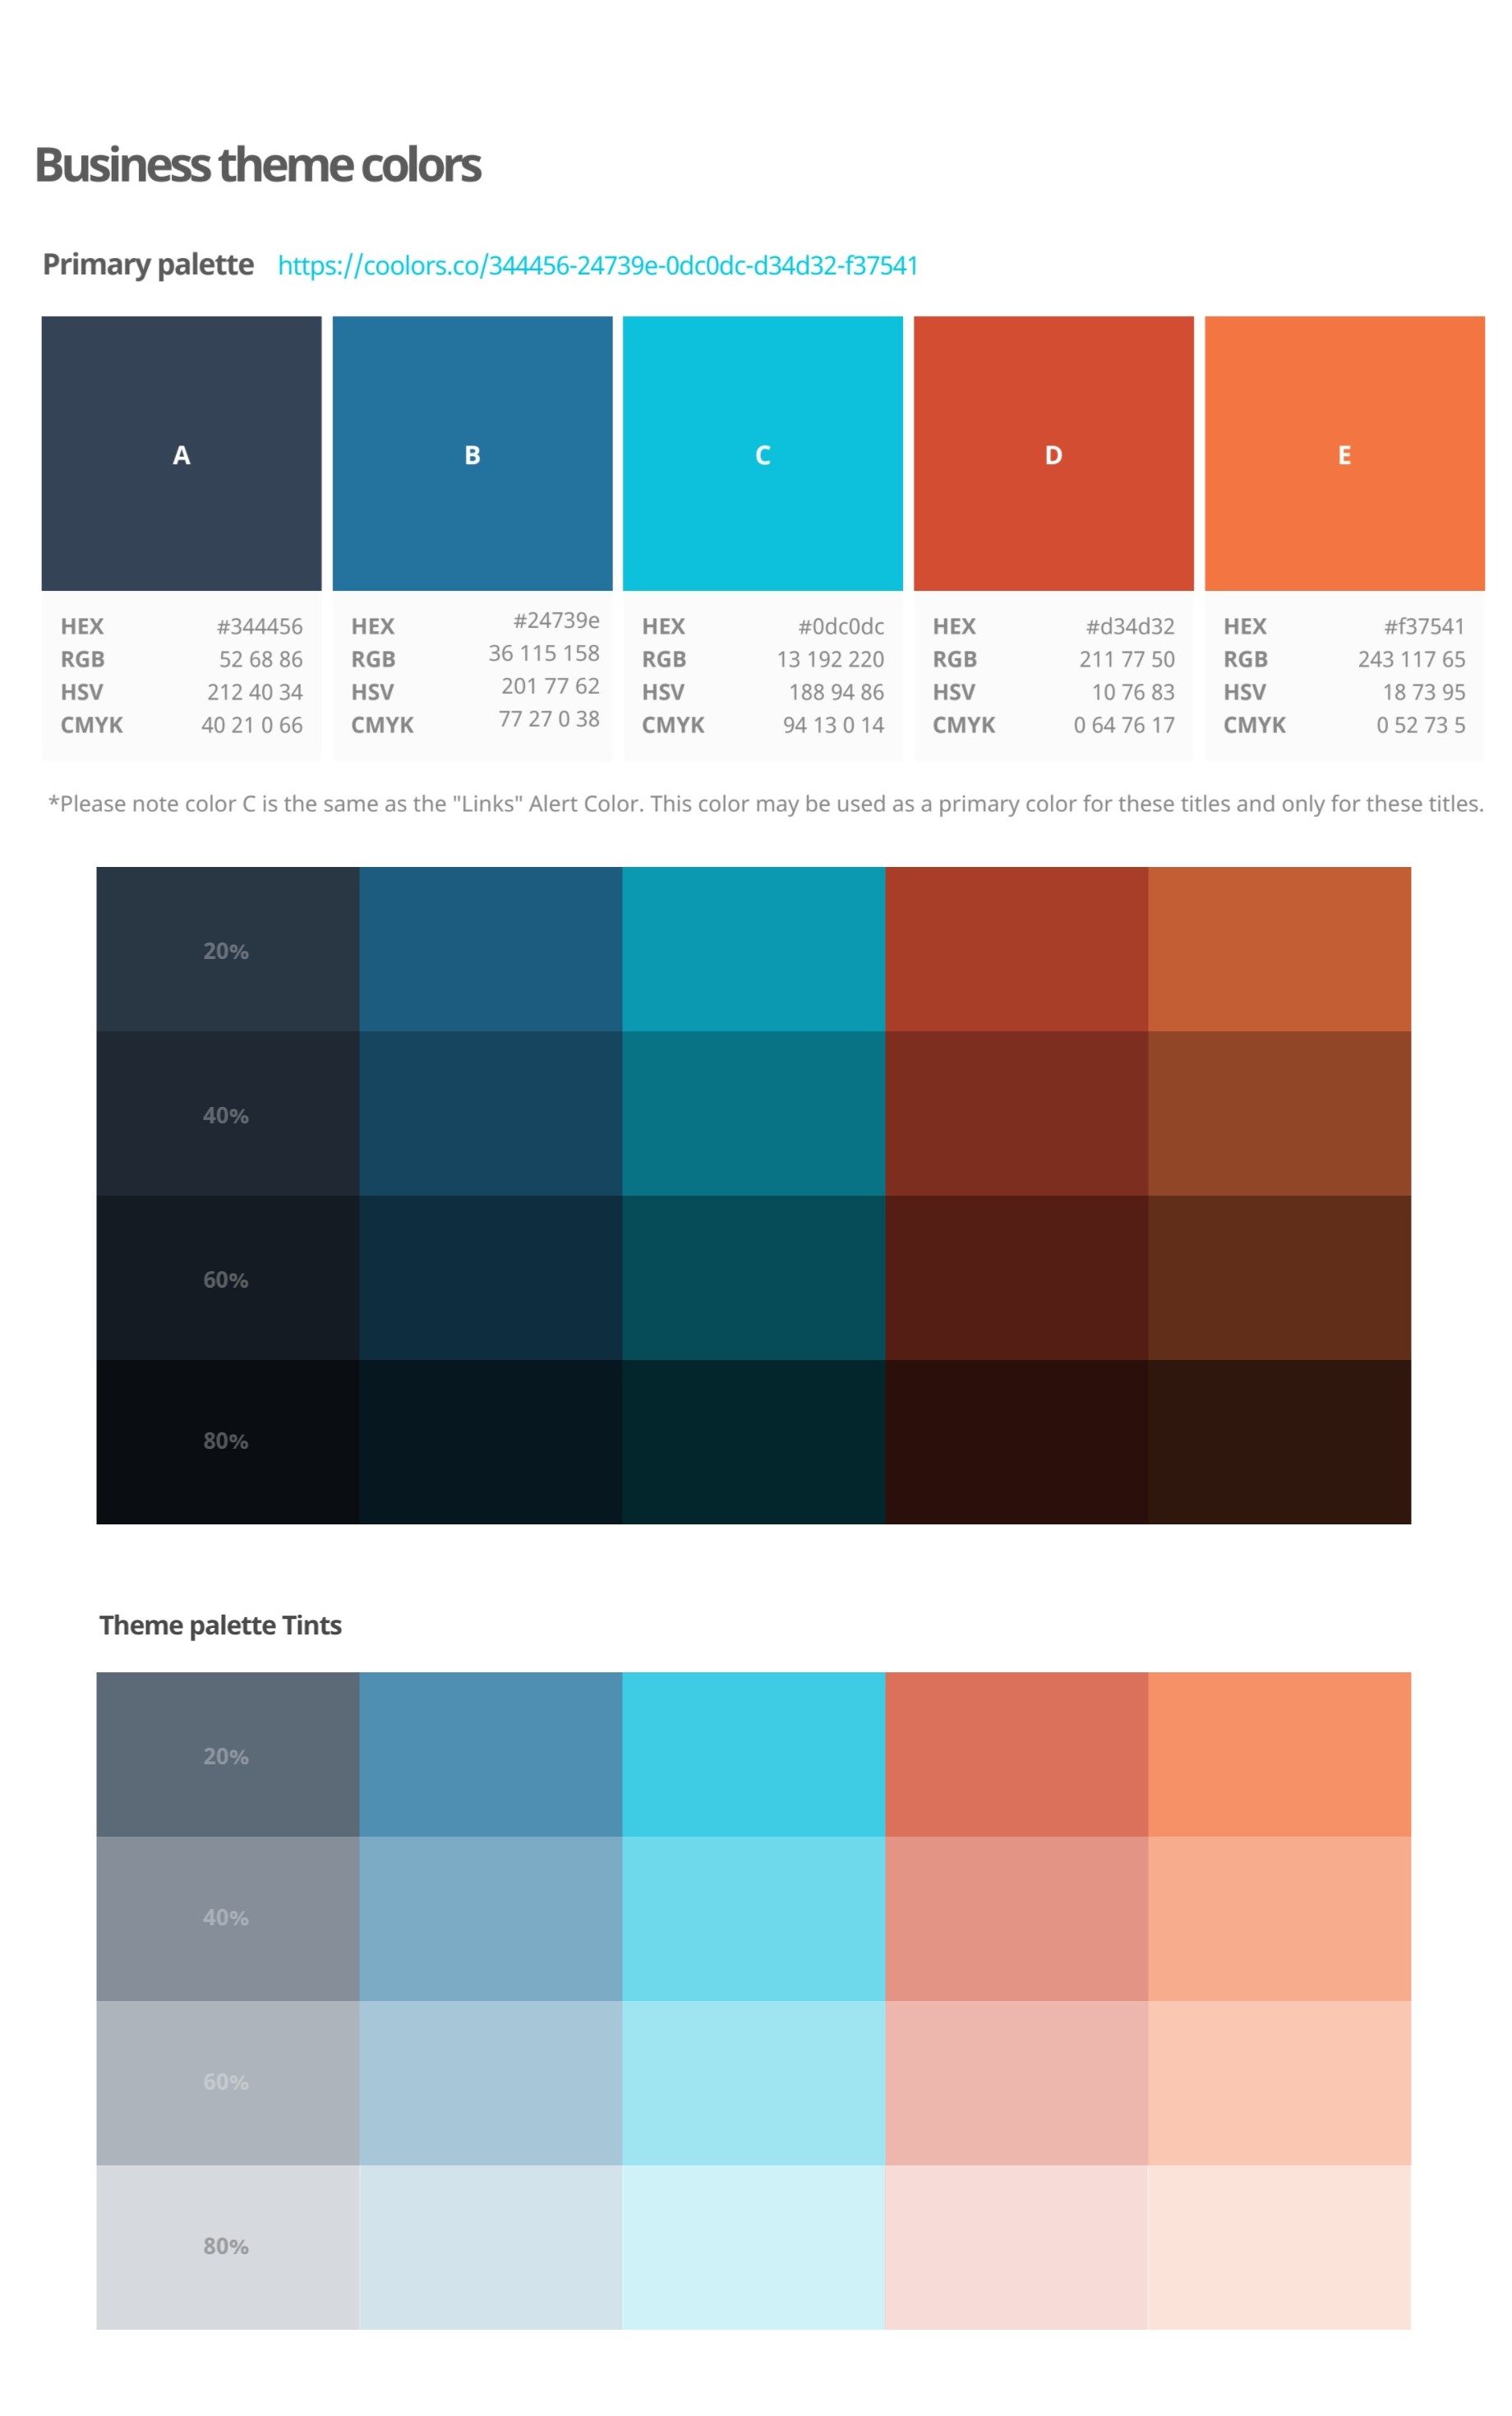 Business theme colors
Primary palette https://coolors.co/344456-24739e-0dc0dc-d34d32-f37541
A B C D E
HEX #344456 HEX #24739e HEX #0dc0dc HEX #d34d32 HEX #f37541
RGB 52 68 86 RGB 36 115 158 RGB 13 192 220 RGB 211 77 50 RGB 243 117 65
HSV 212 40 34 HSV 201 77 62 HSV 188 94 86 HSV 10 76 83 HSV 18 73 95
CMYK 40 21 0 66 CMYK 77 27 0 38 CMYK 94 13 0 14 CMYK 0 64 76 17 CMYK 0 52 73 5
*Please note color C is the same as the "Links" Alert Color. This color may be used as a primary color for these titles and only for these titles.
20%
40%
60%
80%
Theme palette Tints
20%
40%
60%
80%